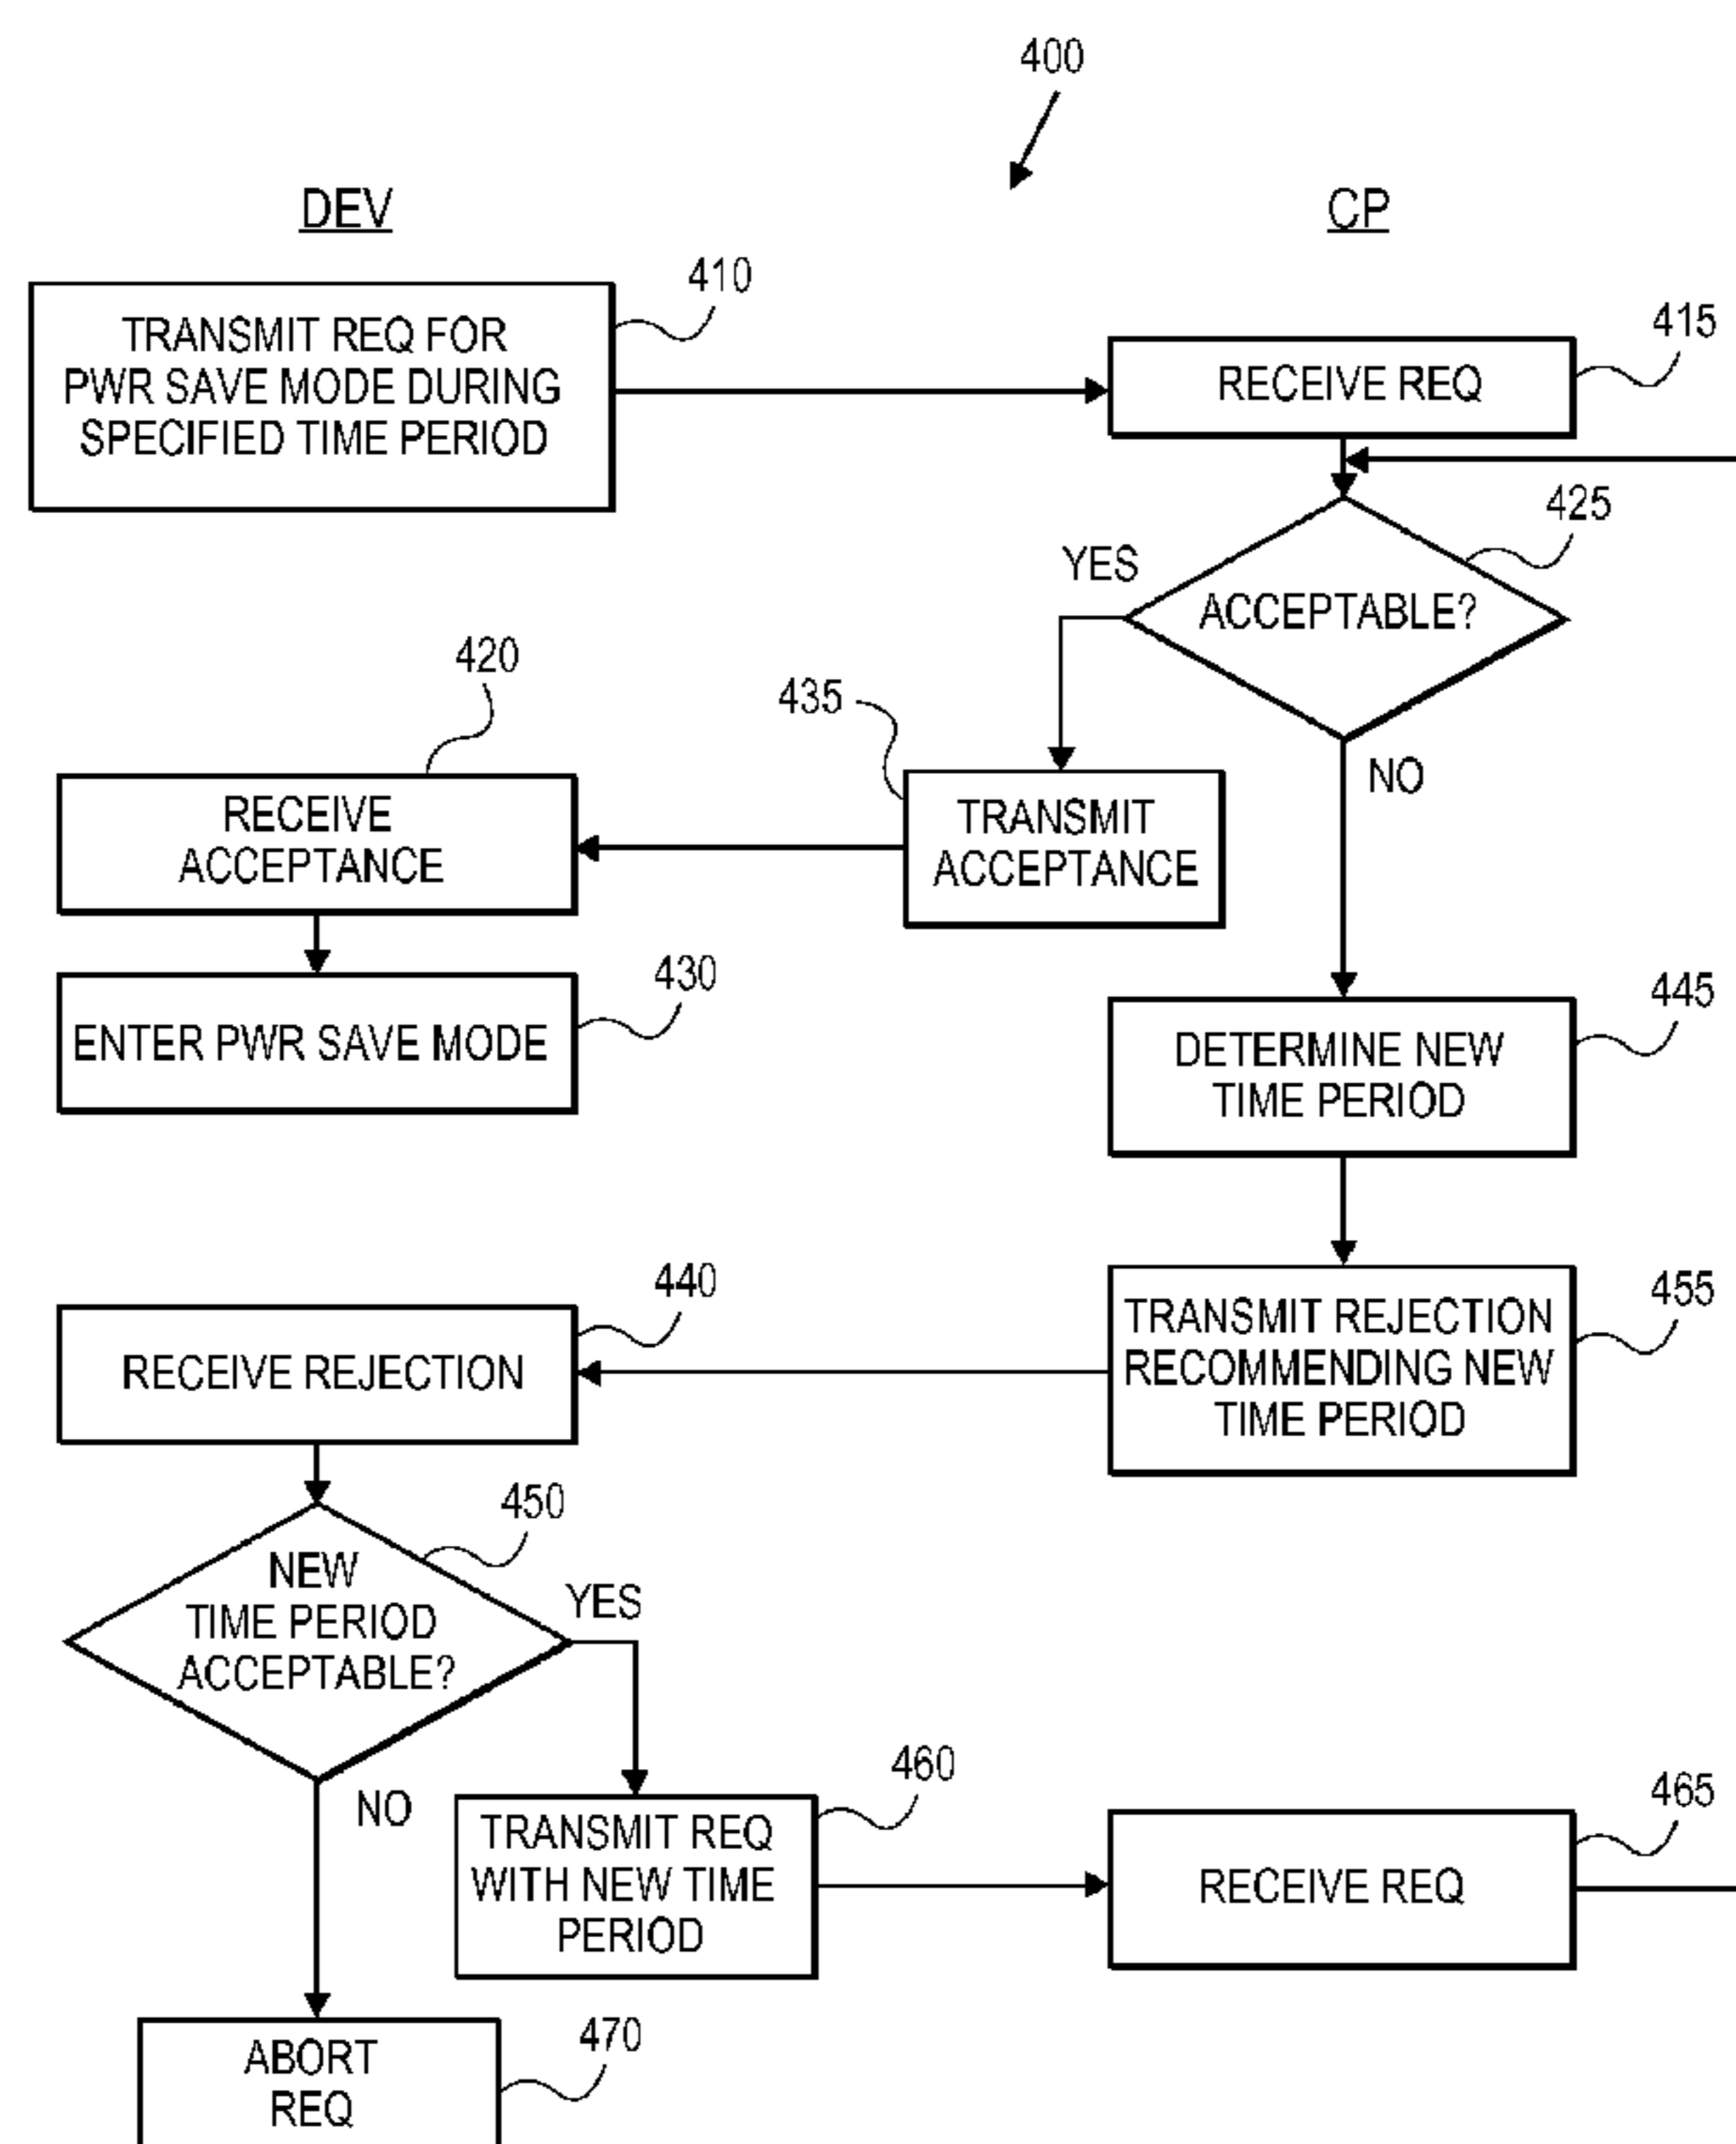 400
DEV
CP
410
TRANSMIT REQ FOR
PWR SAVE MODE DURING
SPECIFIED TIME PERIOD
415
RECEIVE REQ
425
YES
ACCEPTABLE?
NO
420
435
RECEIVE
ACCEPTANCE
TRANSMIT
ACCEPTANCE
430
ENTER PWR SAVE MODE
445
DETERMINE NEW
TIME PERIOD
440
RECEIVE REJECTION
455
TRANSMIT REJECTION
RECOMMENDING NEW
TIME PERIOD
450
NEW
TIME PERIOD
ACCEPTABLE?
YES
NO
460
TRANSMIT REQ
WITH NEW TIME
PERIOD
465
RECEIVE REQ
470
ABORT
REQ